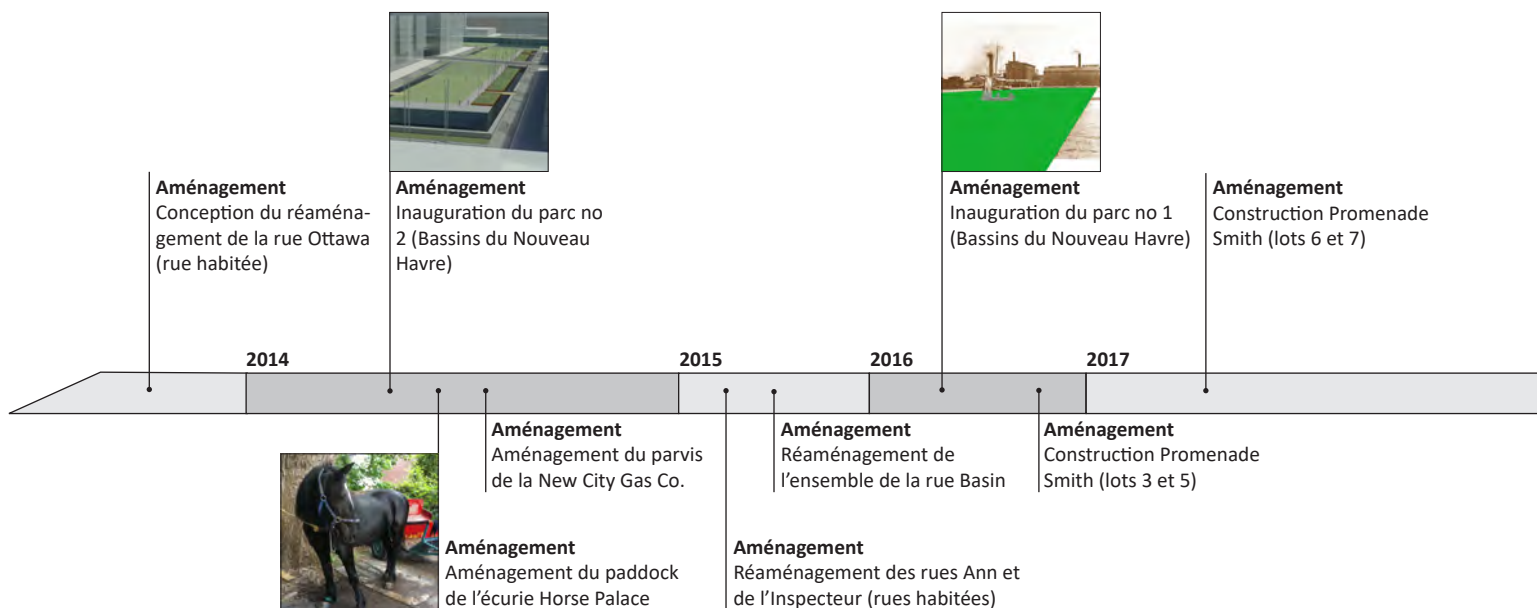 Aménagement
Conception du réaména-
gement de la rue Ottawa
(rue habitée)
Aménagement
Inauguration du parc no
2 (Bassins du Nouveau
Havre)
Aménagement
Inauguration du parc no 1
(Bassins du Nouveau Havre)
Aménagement
Construction Promenade
Smith (lots 6 et 7)
2014
2015
2016
2017
Aménagement
Aménagement du parvis
de la New City Gas Co.
Aménagement
Réaménagement de
l'ensemble de la rue Basin
Aménagement
Construction Promenade
Smith (lots 3 et 5)
Aménagement
Aménagement du paddock
de l'écurie Horse Palace
Aménagement
Réaménagement des rues Ann et
de l'Inspecteur (rues habitées)